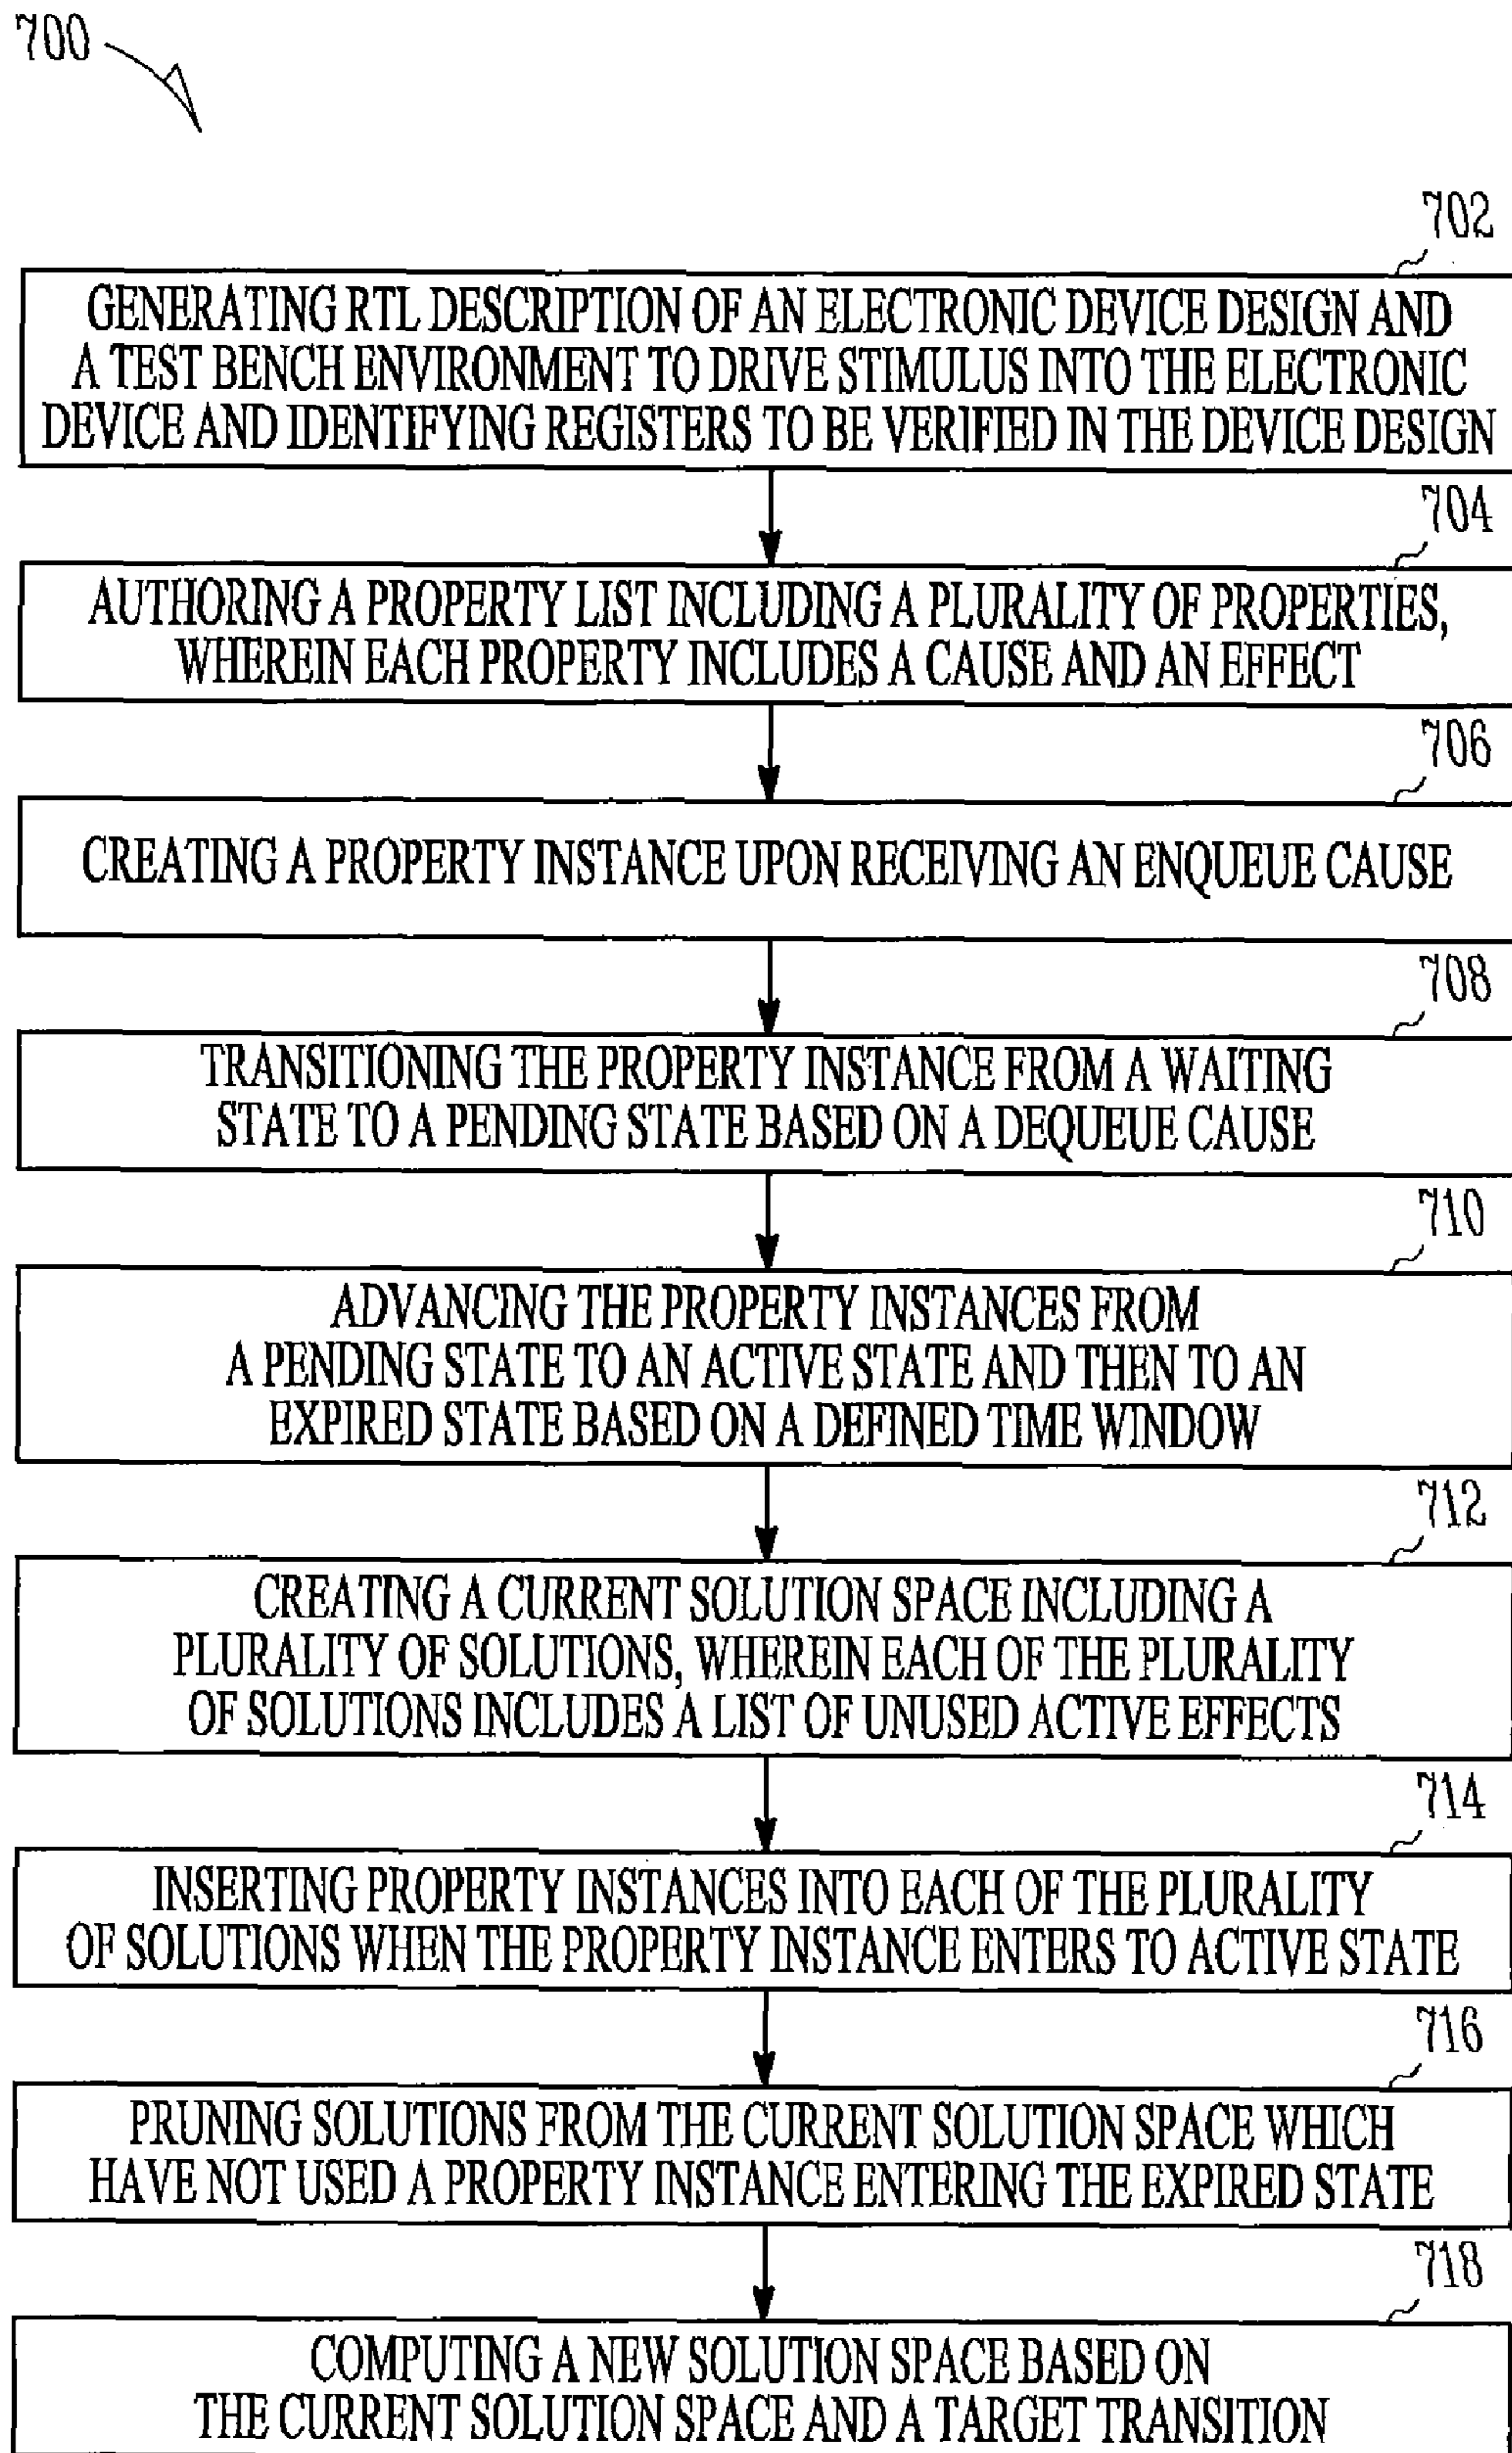 700
702
GENERATING RTL DESCRIPTION OF AN ELECTRONIC DEVICE DESIGN AND
A TEST BENCH ENVIRONMENT TO DRIVE STIMULUS INTO THE ELECTRONIC
DEVICE AND IDENTIFYING REGISTERS TO BE VERIFIED IN THE DEVICE DESIGN
704
AUTHORING A PROPERTY LIST INCLUDING A PLURALITY OF PROPERTIES,
WHEREIN EACH PROPERTY INCLUDES A CAUSE AND AN EFFECT
706
CREATING A PROPERTY INSTANCE UPON RECEIVING AN ENQUEUE CAUSE
708
TRANSITIONING THE PROPERTY INSTANCE FROM A WAITING
STATE TO A PENDING STATE BASED ON A DEQUEUE CAUSE
710
ADVANCING THE PROPERTY INSTANCES FROM
A PENDING STATE TO AN ACTIVE STATE AND THEN TO AN
EXPIRED STATE BASED ON A DEFINED TIME WINDOW
712
CREATING A CURRENT SOLUTION SPACE INCLUDING A
PLURALITY OF SOLUTIONS, WHEREIN EACH OF THE PLURALITY
OF SOLUTIONS INCLUDES A LIST OF UNUSED ACTIVE EFFECTS
714
INSERTING PROPERTY INSTANCES INTO EACH OF THE PLURALITY
OF SOLUTIONS WHEN THE PROPERTY INSTANCE ENTERS TO ACTIVE STATE
716
PRUNING SOLUTIONS FROM THE CURRENT SOLUTION SPACE WHICH
HAVE NOT USED A PROPERTY INSTANCE ENTERING THE EXPIRED STATE
718
COMPUTING A NEW SOLUTION SPACE BASED ON
THE CURRENT SOLUTION SPACE AND A TARGET TRANSITION